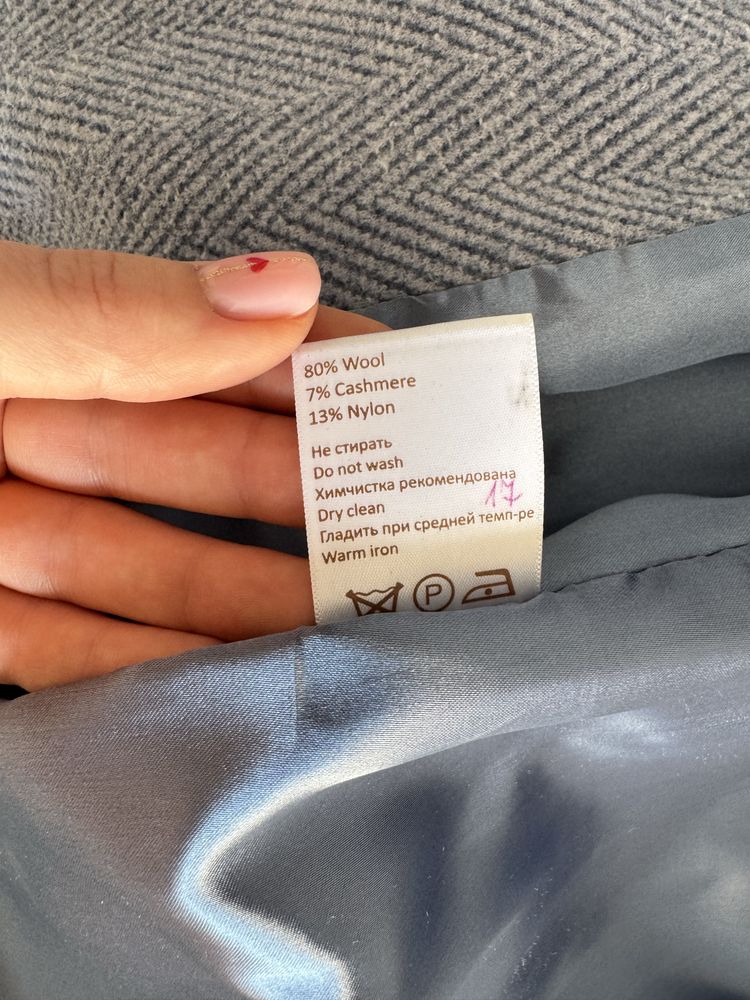 80% Wool
7% Cashmere
13% Nylon
Не стирать
Do not wash
Химчистка рекомендована
17
Dry clean
Гладить при средней темп-ре
Warm iron
P